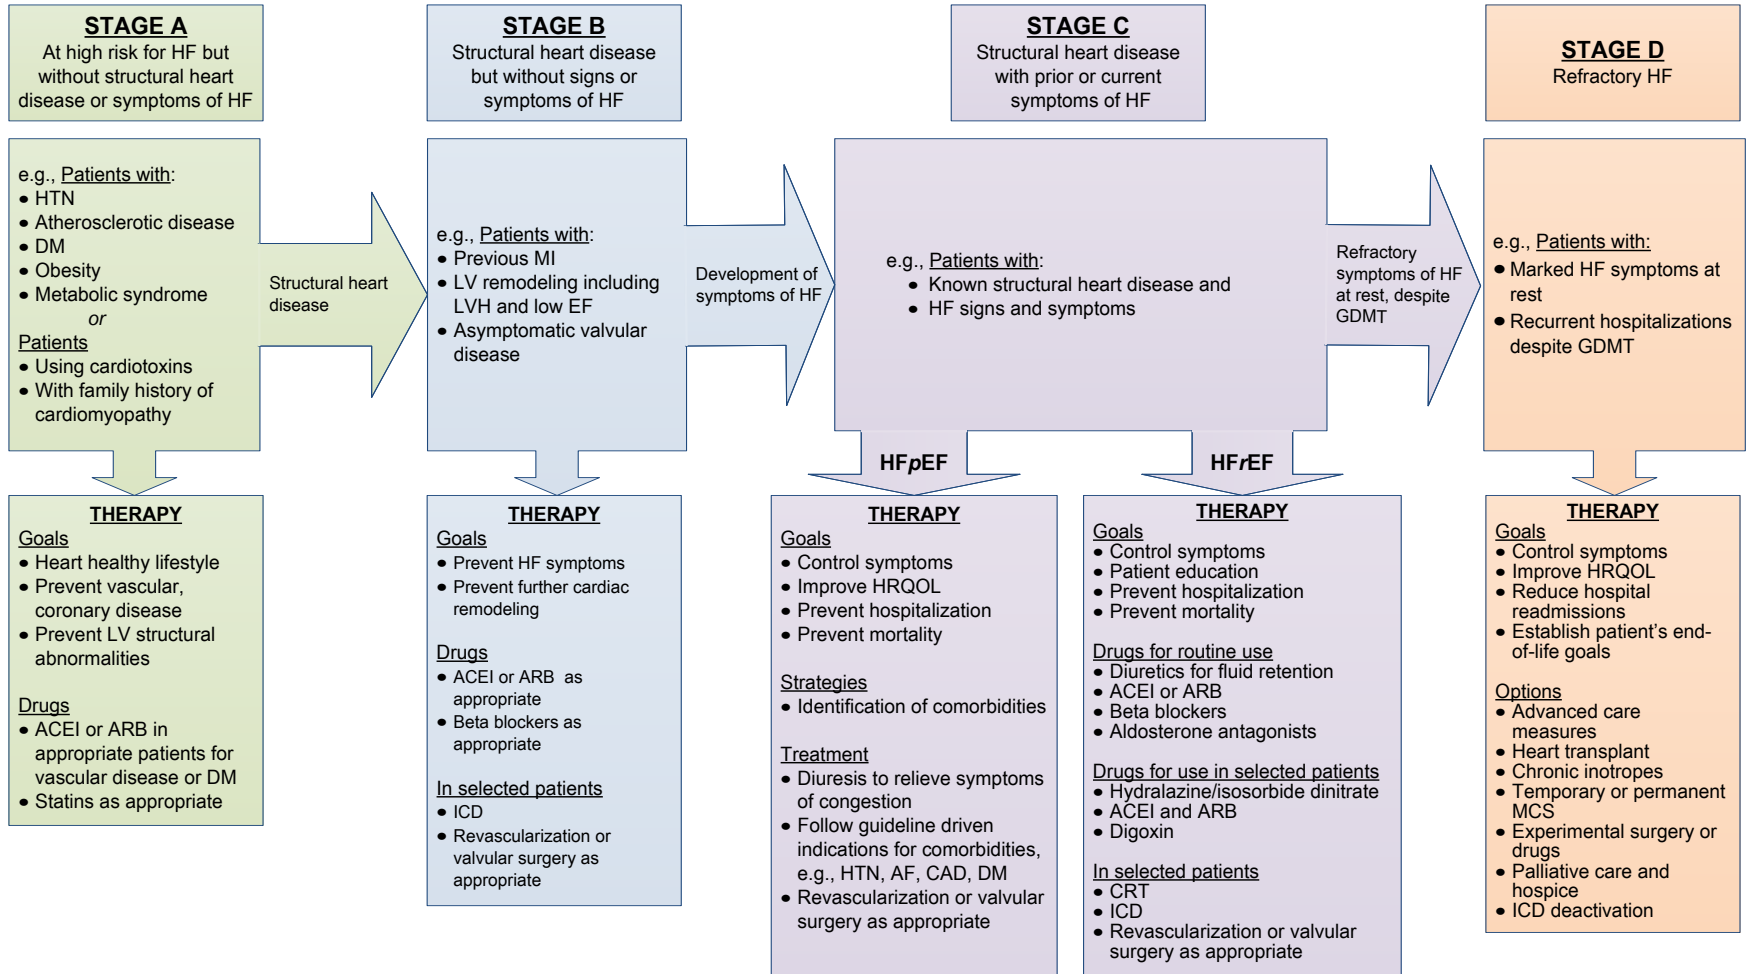 STAGE A
At high risk for HF but
without structural heart
disease or symptoms of HF
STAGE B
Structural heart disease
but without signs or
symptoms of HF
STAGE C
Structural heart disease
with prior or current
symptoms of HF
STAGE D
Refractory HF
e.g., Patients with:
• HTN
• Atherosclerotic disease
• DM
• Obesity
• Metabolic syndrome
or
Patients
• Using cardiotoxins
• With family history of
cardiomyopathy
Structural heart
disease
e.g., Patients with:
• Previous MI
• LV remodeling including
LVH and low EF
• Asymptomatic valvular
disease
Development of
symptoms of HF
e.g., Patients with:
• Known structural heart disease and
• HF signs and symptoms
Refractory
symptoms of HF
at rest, despite
GDMT
e.g., Patients with:
• Marked HF symptoms at
rest
• Recurrent hospitalizations
despite GDMT
HFpEF
HFrEF
THERAPY
Goals
• Heart healthy lifestyle
• Prevent vascular,
coronary disease
• Prevent LV structural
abnormalities
Drugs
• ACEI or ARB in
appropriate patients for
vascular disease or DM
• Statins as appropriate
THERAPY
Goals
• Prevent HF symptoms
• Prevent further cardiac
remodeling
Drugs
• ACEI or ARB as
appropriate
• Beta blockers as
appropriate
In selected patients
• ICD
• Revascularization or
valvular surgery as
appropriate
THERAPY
Goals
• Control symptoms
• Improve HRQOL
• Prevent hospitalization
• Prevent mortality
Strategies
• Identification of comorbidities
Treatment
• Diuresis to relieve symptoms
of congestion
• Follow guideline driven
indications for comorbidities,
e.g., HTN, AF, CAD, DM
• Revascularization or valvular
surgery as appropriate
THERAPY
Goals
• Control symptoms
• Patient education
• Prevent hospitalization
• Prevent mortality
Drugs for routine use
• Diuretics for fluid retention
• ACEI or ARB
• Beta blockers
• Aldosterone antagonists
Drugs for use in selected patients
• Hydralazine/isosorbide dinitrate
• ACEI and ARB
• Digoxin
In selected patients
• CRT
• ICD
• Revascularization or valvular
surgery as appropriate
THERAPY
Goals
• Control symptoms
• Improve HRQOL
• Reduce hospital
readmissions
• Establish patient's end-
of-life goals
Options
• Advanced care
measures
• Heart transplant
• Chronic inotropes
• Temporary or permanent
MCS
• Experimental surgery or
drugs
• Palliative care and
hospice
• ICD deactivation